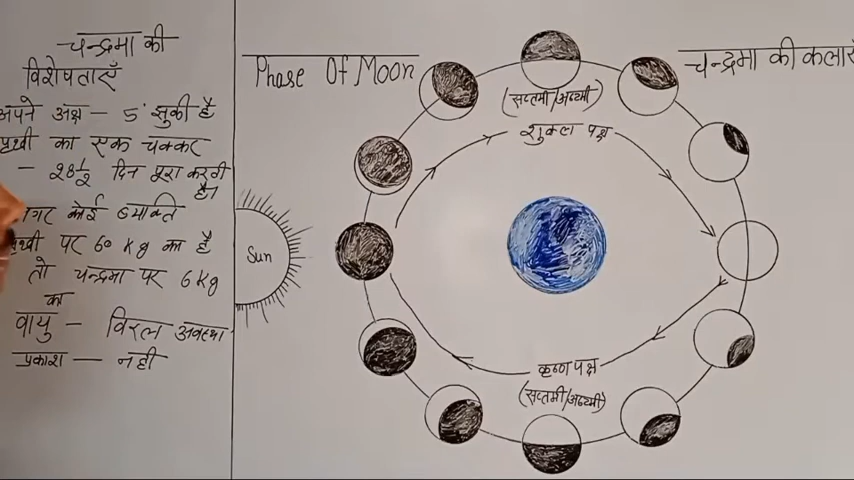 चन्द्रमा की
विशेषताएँ
अपने अक्ष - 5° झुकी है
पृथ्वी का एक चक्कर
- 28½ दिन पूरा करती है।
अगर कोई व्यक्ति
पृथ्वी पर 60 kg का है
तो चन्द्रमा पर 6 kg
का
वायु - विरल अवस्था
प्रकाश - नही
Sun
Phase Of Moon
चन्द्रमा की कलाएँ
(सप्तमी/अष्टमी)
शुक्ल पक्ष
कृष्ण पक्ष
(सप्तमी/अष्टमी)